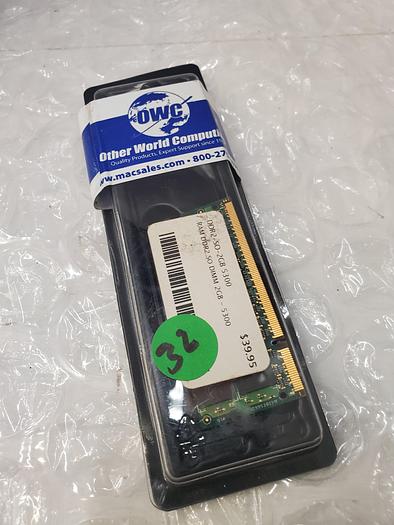 OWC
Other World Comput
Quality Products. Expert Support since 1
www.macsales.com • 800-27
DDR2-SO-2GB 5300
RAM DDR2 SO DIMM 2GB - 5300
$39.95
32